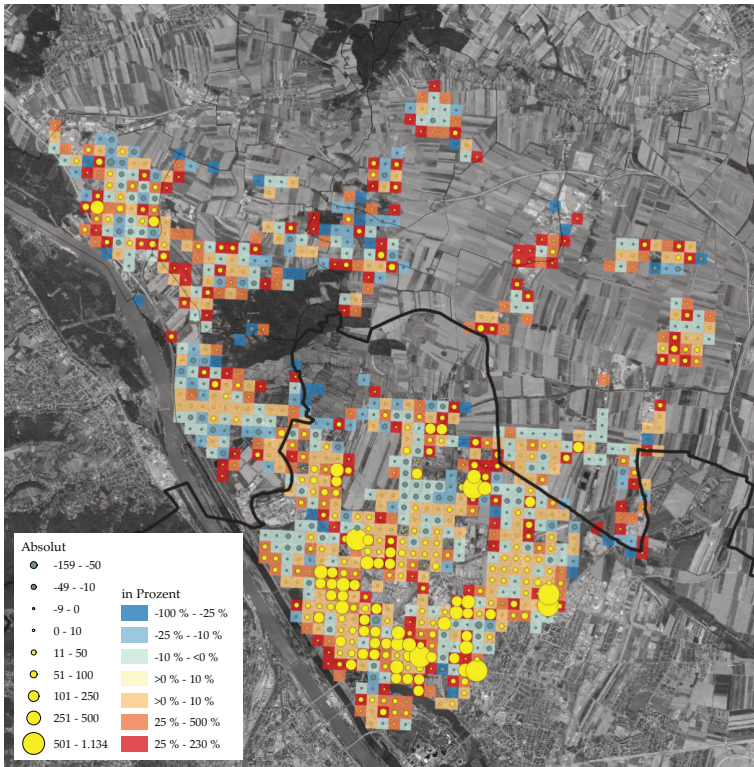 Absolut
-159 - -50
-49 - -10
-9 - 0
0 - 10
11 - 50
51 - 100
101 - 250
251 - 500
501 - 1.134
in Prozent
-100 % - -25 %
-25 % - -10 %
-10 % - <0 %
>0 % - 10 %
>0 % - 10 %
25 % - 500 %
25 % - 230 %